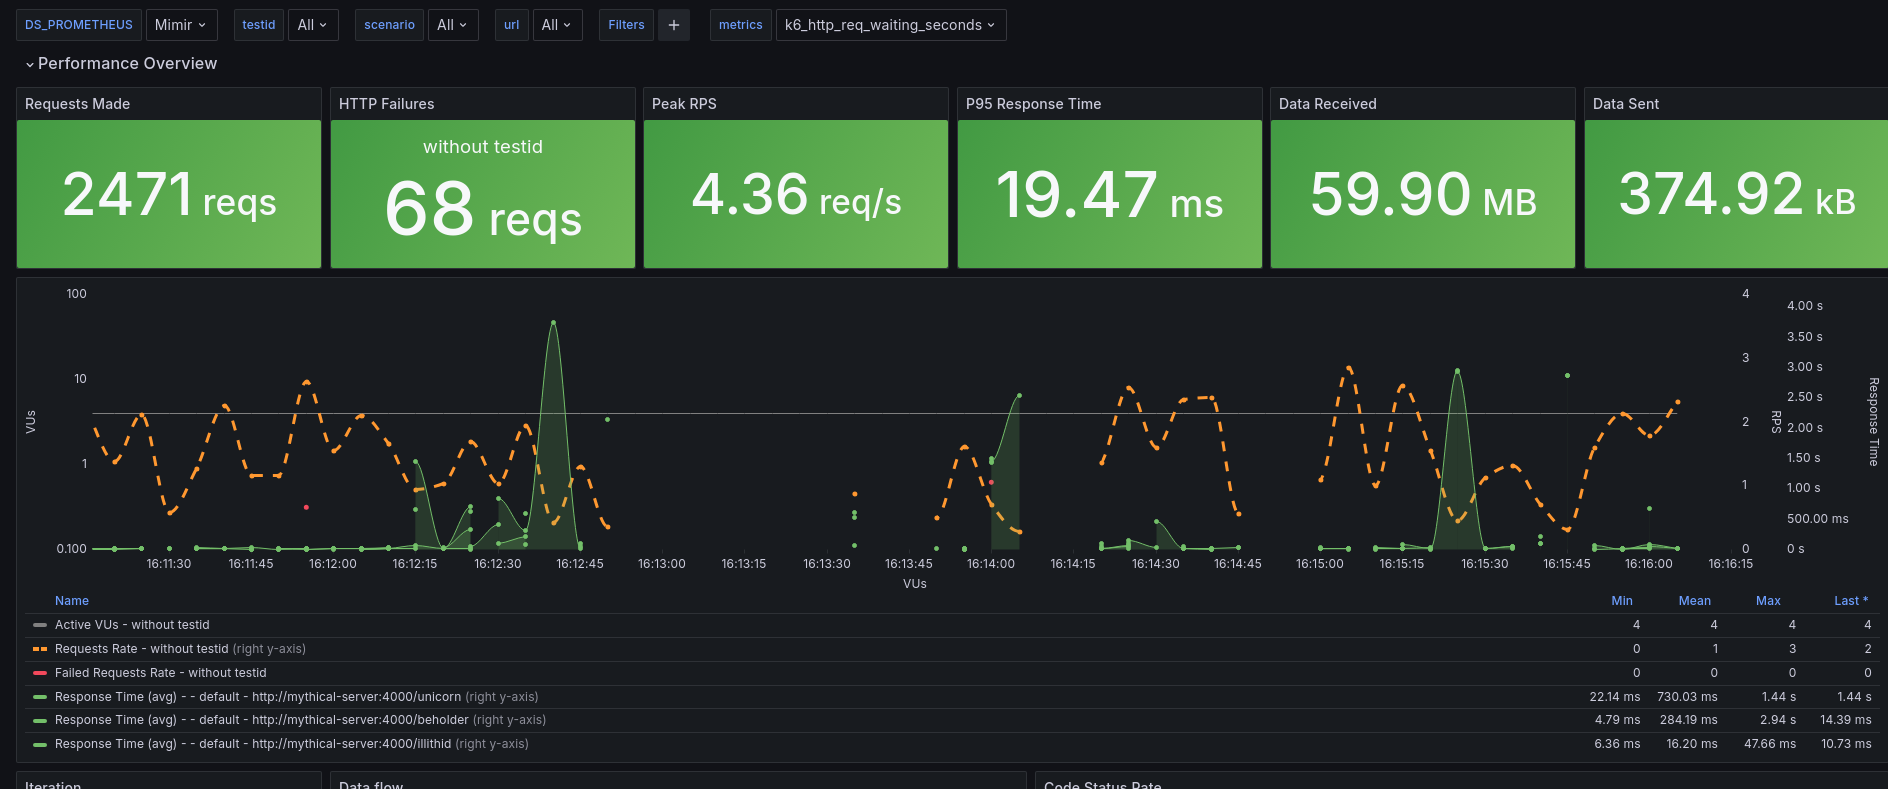 DS_PROMETHEUS Mimir testid All scenario All url All Filters + metrics k6_http_req_waiting_seconds
Performance Overview
Requests Made HTTP Failures Peak RPS P95 Response Time Data Received Data Sent
without testid
2471 reqs 68 reqs 4.36 req/s 19.47 ms 59.90 MB 374.92 kB
100 4
4.00 s
3.50 s
10 3 3.00 s
2.50 s
VUs 2 RPS 2.00 s Response Time
1 1.50 s
1 1.00 s
500.00 ms
0.100 0 0 s
16:11:30 16:11:45 16:12:00 16:12:15 16:12:30 16:12:45 16:13:00 16:13:15 16:13:30 16:13:45 16:14:00 16:14:15 16:14:30 16:14:45 16:15:00 16:15:15 16:15:30 16:15:45 16:16:00 16:16:15
VUs
Name Min Mean Max Last *
Active VUs - without testid 4 4 4 4
Requests Rate - without testid (right y-axis) 0 1 3 2
Failed Requests Rate - without testid 0 0 0 0
Response Time (avg) - - default - http://mythical-server:4000/unicorn (right y-axis) 22.14 ms 730.03 ms 1.44 s 1.44 s
Response Time (avg) - - default - http://mythical-server:4000/beholder (right y-axis) 4.79 ms 284.19 ms 2.94 s 14.39 ms
Response Time (avg) - - default - http://mythical-server:4000/illithid (right y-axis) 6.36 ms 16.20 ms 47.66 ms 10.73 ms
Iteration Data flow Code Status Rate